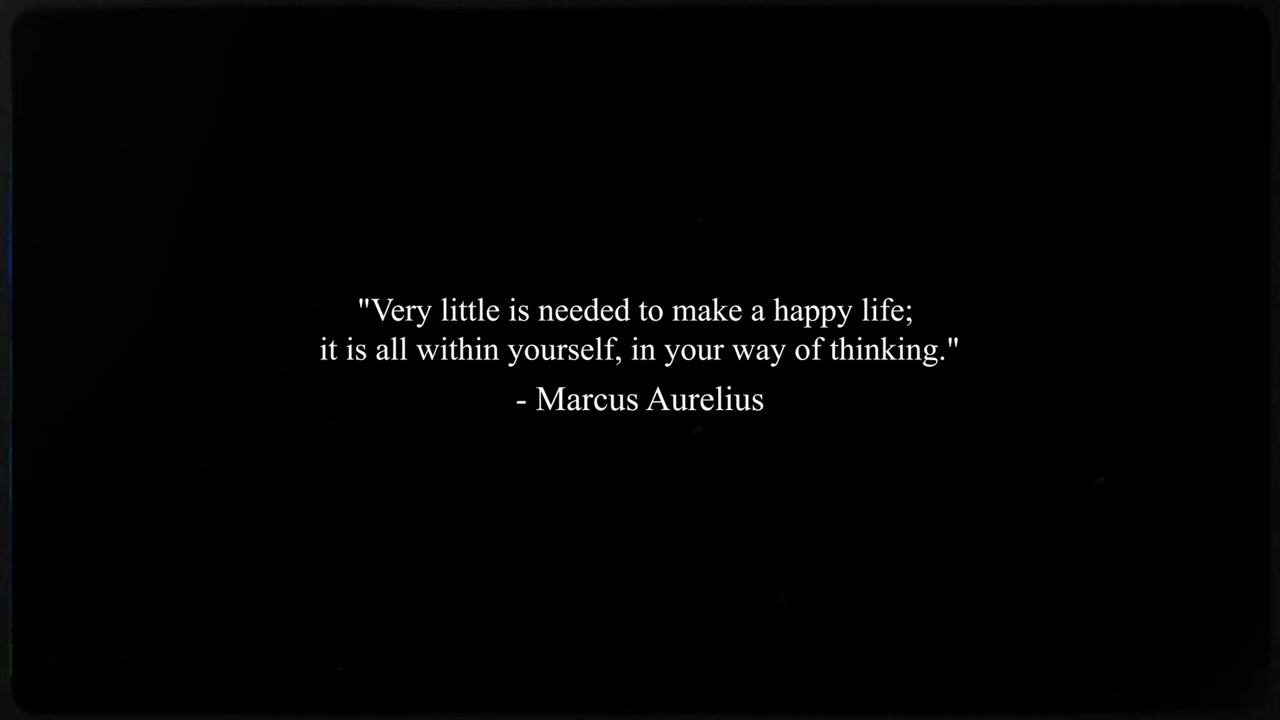 "Very little is needed to make a happy life;
it is all within yourself, in your way of thinking."
- Marcus Aurelius